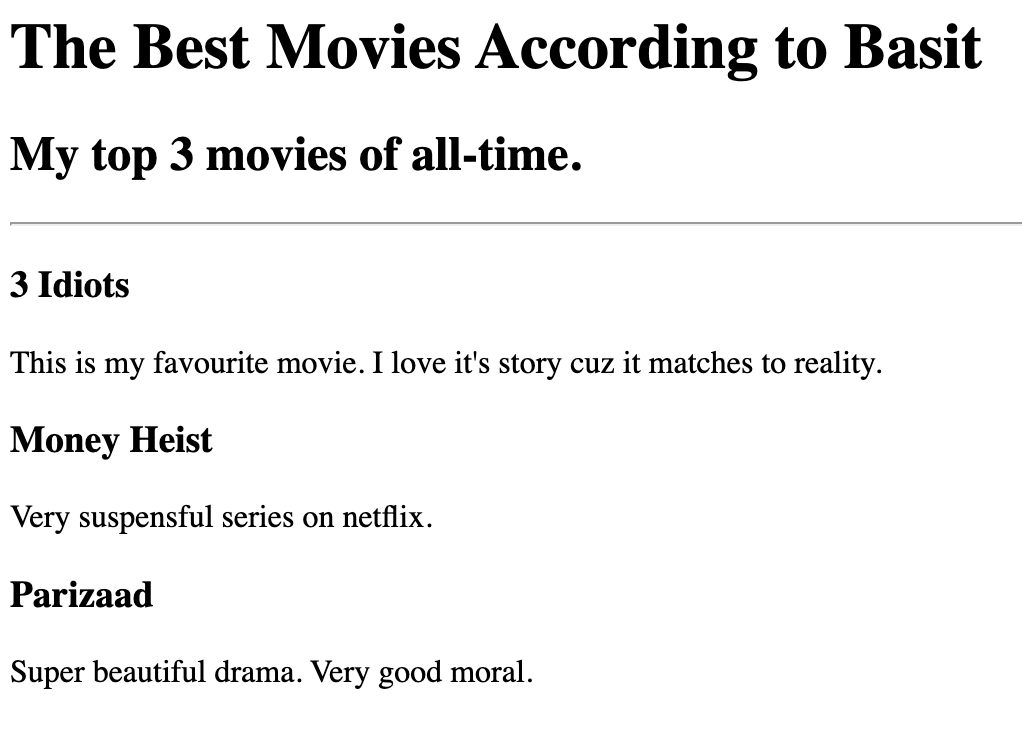 The Best Movies According to Basit
My top 3 movies of all-time.
3 Idiots
This is my favourite movie. I love it's story cuz it matches to reality.
Money Heist
Very suspensful series on netflix.
Parizaad
Super beautiful drama. Very good moral.